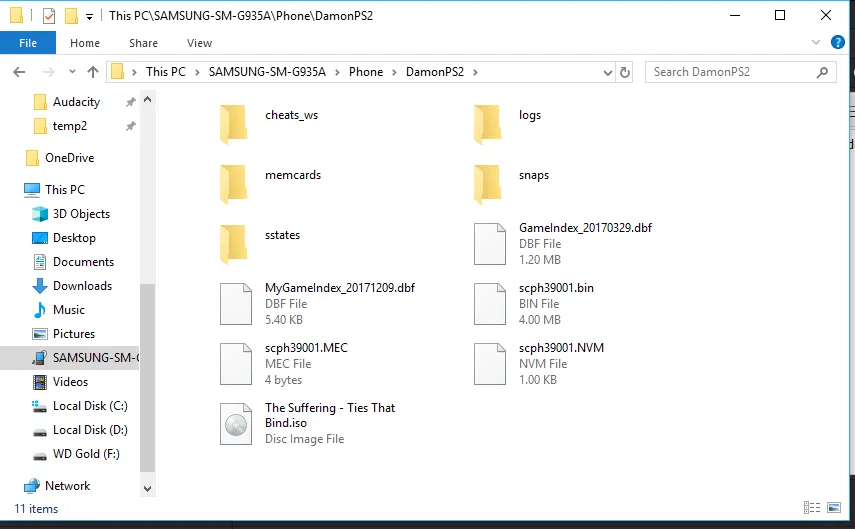 This PC\SAMSUNG-SM-G935A\Phone\DamonPS2
File Home Share View
This PC SAMSUNG-SM-G935A Phone DamonPS2
Search DamonPS2
Audacity
temp2
OneDrive
This PC
3D Objects
Desktop
Documents
Downloads
Music
Pictures
SAMSUNG-SM-G
Videos
Local Disk (C:)
Local Disk (D:)
WD Gold (F:)
Network
cheats_ws
logs
memcards
snaps
sstates
GameIndex_20170329.dbf
DBF File
1.20 MB
MyGameIndex_20171209.dbf
DBF File
5.40 KB
scph39001.bin
BIN File
4.00 MB
scph39001.MEC
MEC File
4 bytes
scph39001.NVM
NVM File
1.00 KB
The Suffering - Ties That
Bind.iso
Disc Image File
11 items